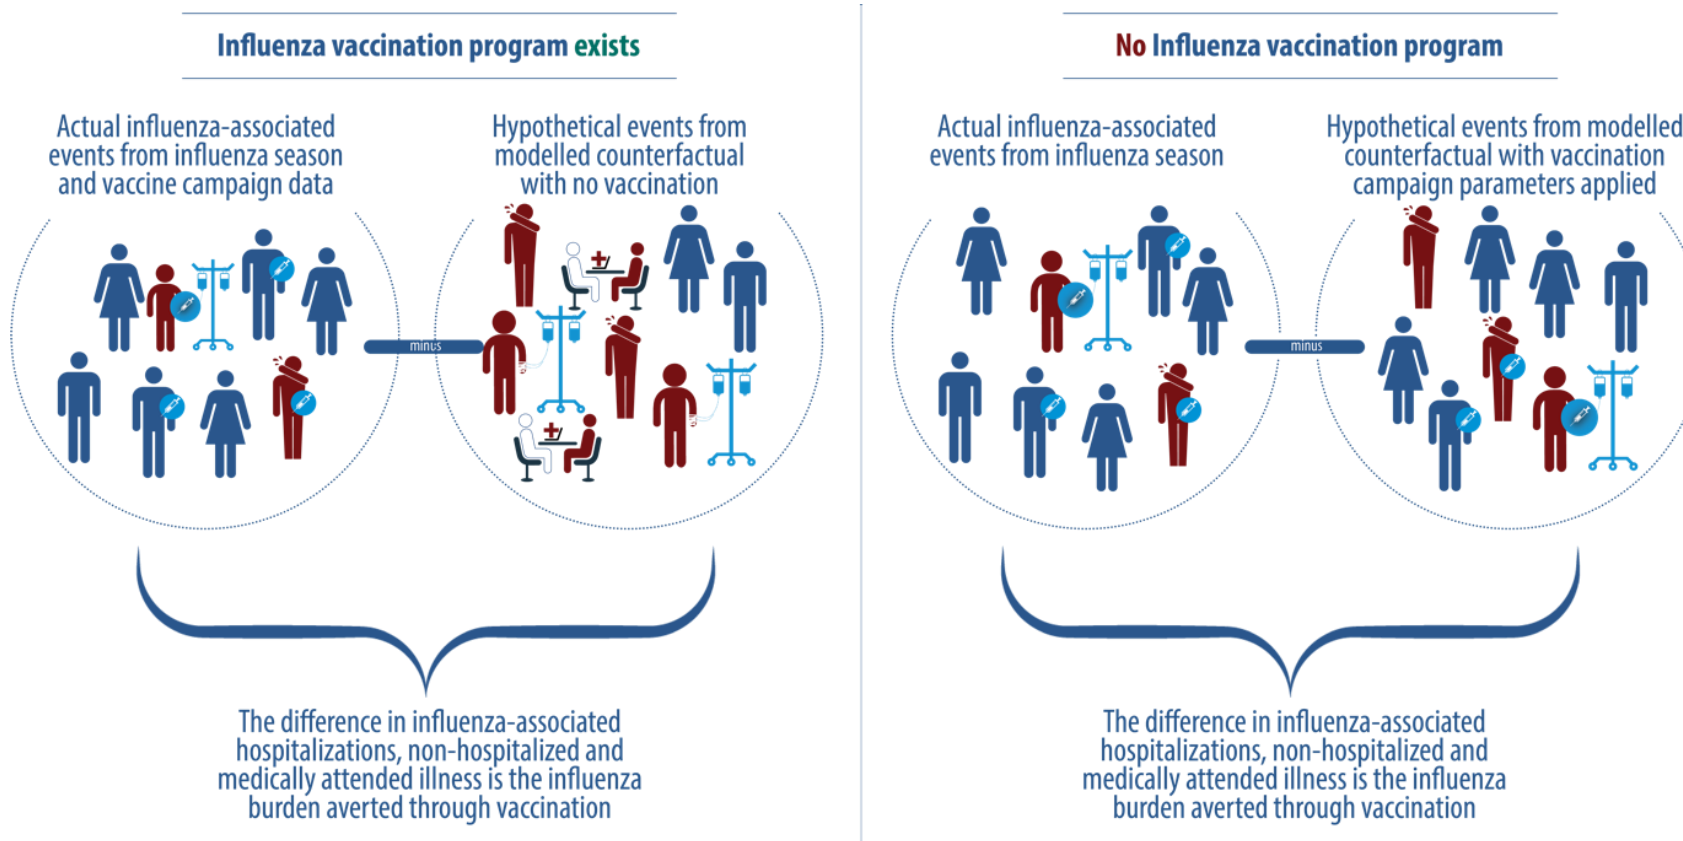 Influenza vaccination program exists
Actual influenza-associated
events from influenza season
and vaccine campaign data
Hypothetical events from
modelled counterfactual
with no vaccination
minus
The difference in influenza-associated
hospitalizations, non-hospitalized and
medically attended illness is the influenza
burden averted through vaccination
No Influenza vaccination program
Actual influenza-associated
events from influenza season
Hypothetical events from modelled
counterfactual with vaccination
campaign parameters applied
minus
The difference in influenza-associated
hospitalizations, non-hospitalized and
medically attended illness is the influenza
burden averted through vaccination